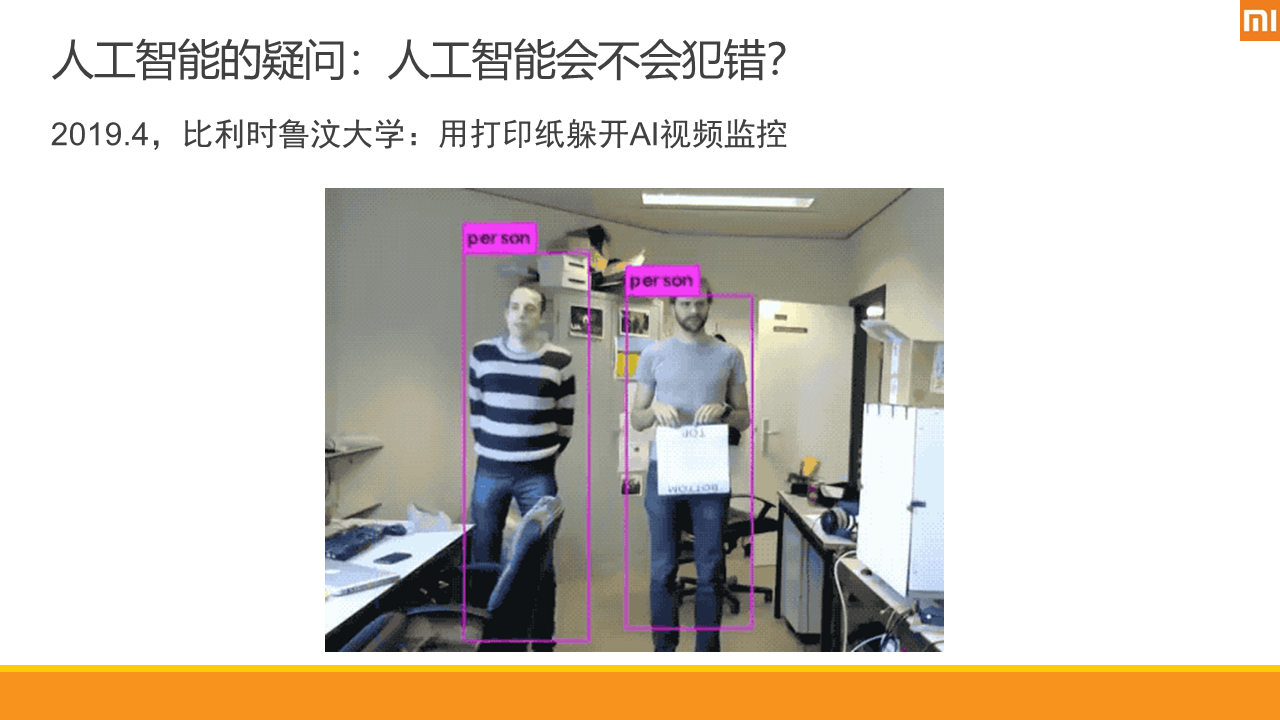 mi
人工智能的疑问：人工智能会不会犯错？
2019.4，比利时鲁汶大学：用打印纸躲开AI视频监控
person
person
TOP
BOTTOM